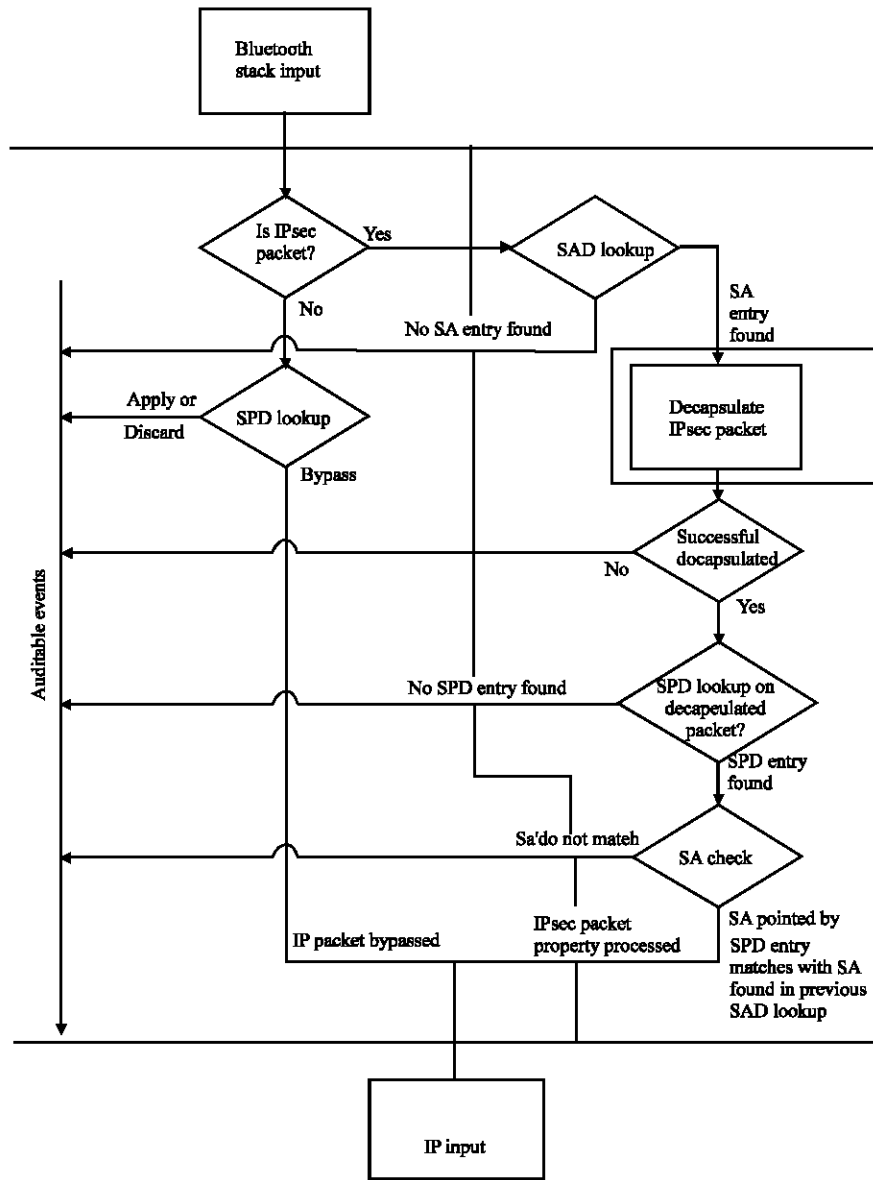 Bluetooth
stack input
Is IPsec
packet?
Yes
SAD lookup
No
SA
entry
found
No SA entry found
Apply or
Discard
SPD lookup
Decapsulate
IPsec packet
Bypass
Successful
docapsulated
No
Yes
Auditable events
No SPD entry found
SPD lookup on
decapeulated
packet?
SPD entry
found
Sa'do not mateh
SA check
IP packet bypassed
IPsec packet
property processed
SA pointed by
SPD entry
matches with SA
found in previous
SAD lookup
IP input